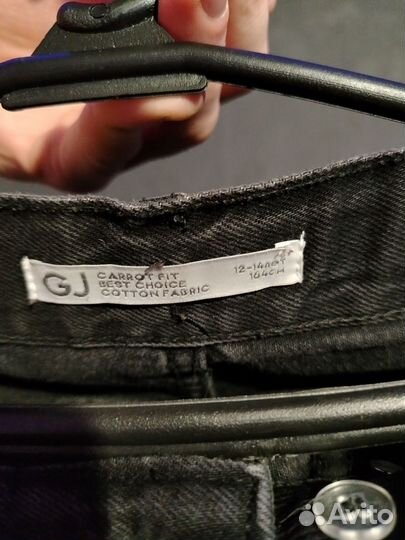 GJ
CARROT FIT
BEST CHOICE
COTTON FABRIC
12-14лет
164см
Avito